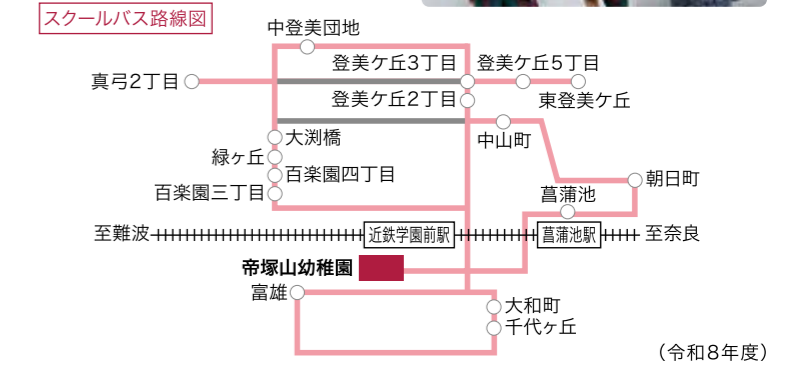 スクールバス路線図
中登美団地
登美ケ丘3丁目
登美ケ丘5丁目
真弓2丁目
登美ケ丘2丁目
東登美ケ丘
大渕橋
中山町
緑ヶ丘
百楽園四丁目
朝日町
百楽園三丁目
菖蒲池
至難波
近鉄学園前駅
菖蒲池駅
至奈良
帝塚山幼稚園
富雄
大和町
千代ヶ丘
（令和8年度）